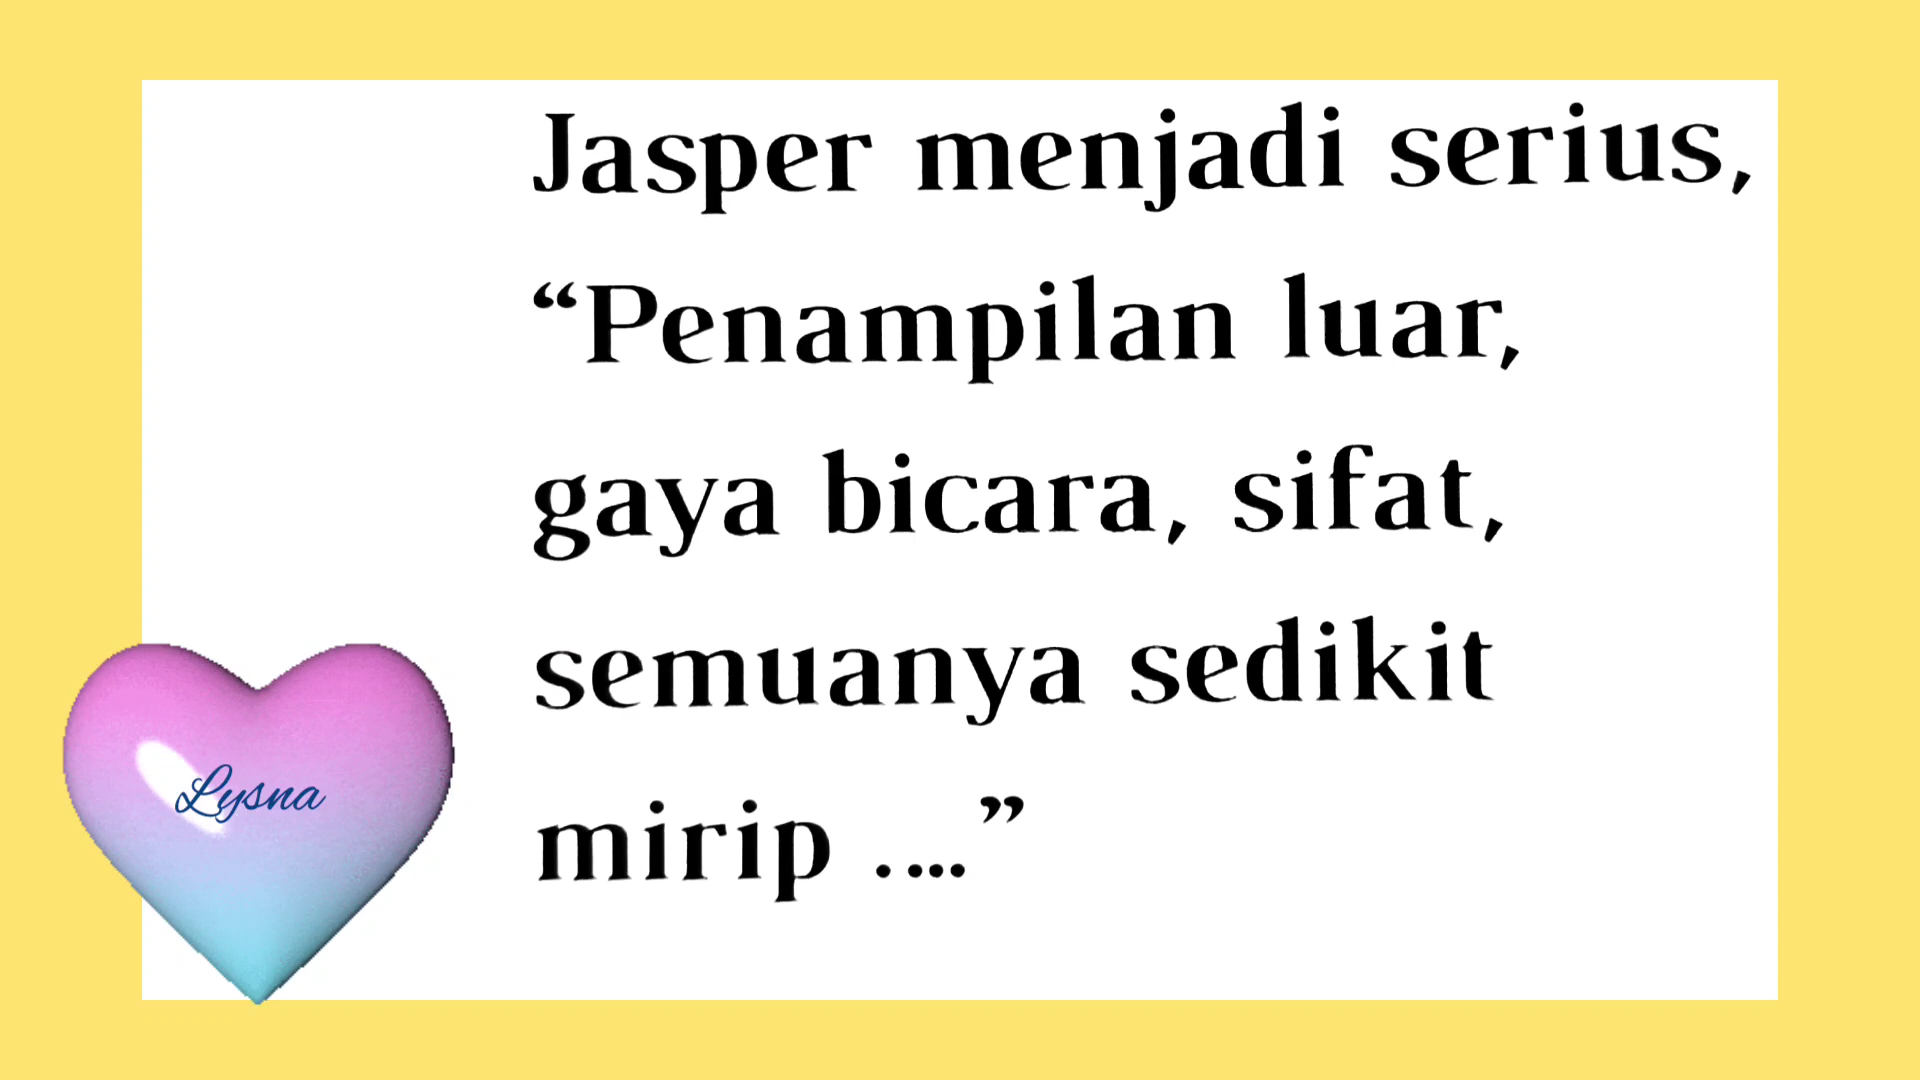 Jasper menjadi serius,
“Penampilan luar,
gaya bicara, sifat,
semuanya sedikit
mirip ....”
Lysna